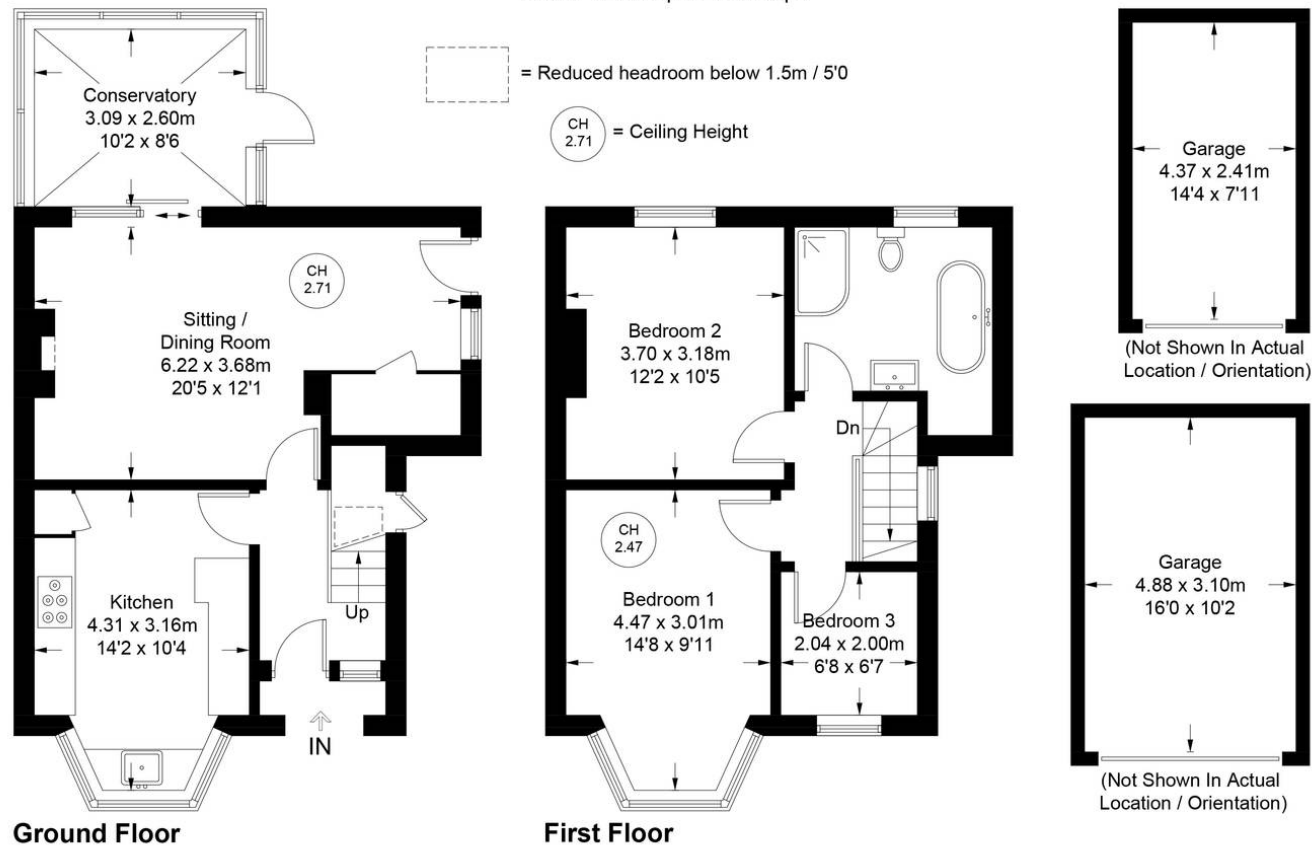 = Reduced headroom below 1.5m / 5'0
CH
2.71
= Ceiling Height
Conservatory
3.09 x 2.60m
10'2 x 8'6
CH
2.71
Sitting /
Dining Room
6.22 x 3.68m
20'5 x 12'1
Kitchen
4.31 x 3.16m
14'2 x 10'4
Up
IN
Ground Floor
Bedroom 2
3.70 x 3.18m
12'2 x 10'5
Dn
CH
2.47
Bedroom 1
4.47 x 3.01m
14'8 x 9'11
Bedroom 3
2.04 x 2.00m
6'8 x 6'7
First Floor
Garage
4.37 x 2.41m
14'4 x 7'11
(Not Shown In Actual
Location / Orientation)
Garage
4.88 x 3.10m
16'0 x 10'2
(Not Shown In Actual
Location / Orientation)